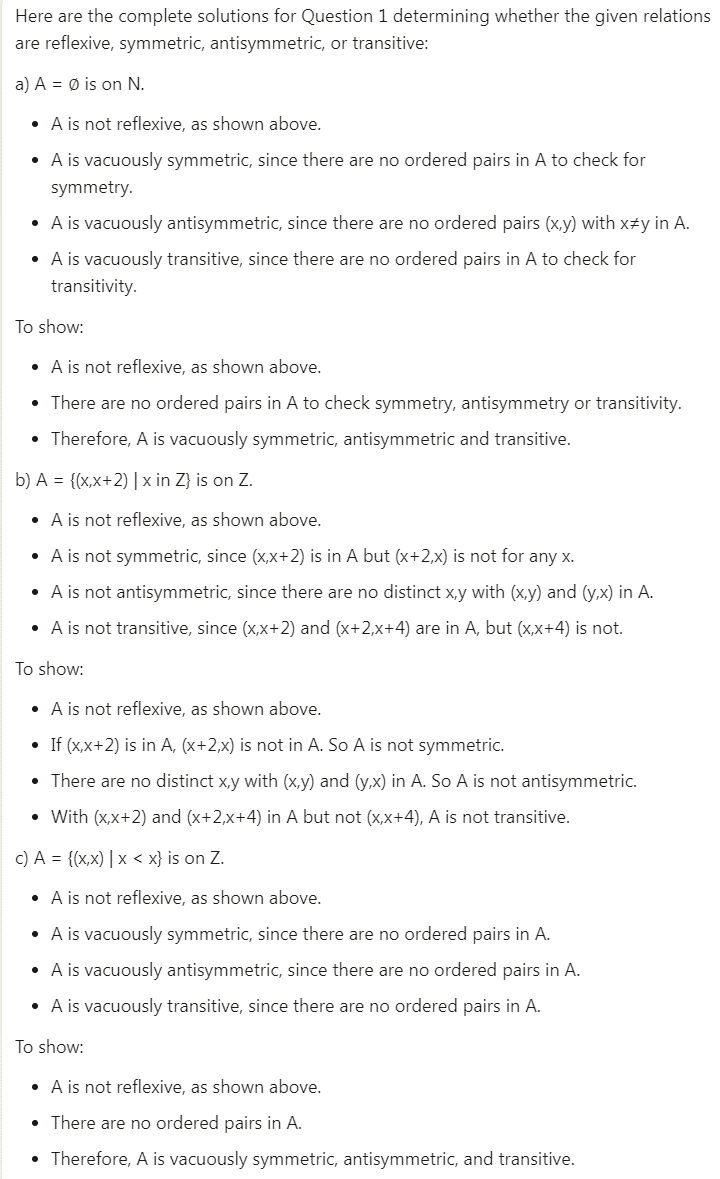 Here are the complete solutions for Question 1 determining whether the given relations
are reflexive, symmetric, antisymmetric, or transitive:
a) A = ∅ is on N.
• A is not reflexive, as shown above.
• A is vacuously symmetric, since there are no ordered pairs in A to check for
symmetry.
• A is vacuously antisymmetric, since there are no ordered pairs (x,y) with x≠y in A.
• A is vacuously transitive, since there are no ordered pairs in A to check for
transitivity.
To show:
• A is not reflexive, as shown above.
• There are no ordered pairs in A to check symmetry, antisymmetry or transitivity.
• Therefore, A is vacuously symmetric, antisymmetric and transitive.
b) A = {(x,x+2) | x in Z} is on Z.
• A is not reflexive, as shown above.
• A is not symmetric, since (x,x+2) is in A but (x+2,x) is not for any x.
• A is not antisymmetric, since there are no distinct x,y with (x,y) and (y,x) in A.
• A is not transitive, since (x,x+2) and (x+2,x+4) are in A, but (x,x+4) is not.
To show:
• A is not reflexive, as shown above.
• If (x,x+2) is in A, (x+2,x) is not in A. So A is not symmetric.
• There are no distinct x,y with (x,y) and (y,x) in A. So A is not antisymmetric.
• With (x,x+2) and (x+2,x+4) in A but not (x,x+4), A is not transitive.
c) A = {(x,x) | x < x} is on Z.
• A is not reflexive, as shown above.
• A is vacuously symmetric, since there are no ordered pairs in A.
• A is vacuously antisymmetric, since there are no ordered pairs in A.
• A is vacuously transitive, since there are no ordered pairs in A.
To show:
• A is not reflexive, as shown above.
• There are no ordered pairs in A.
• Therefore, A is vacuously symmetric, antisymmetric, and transitive.